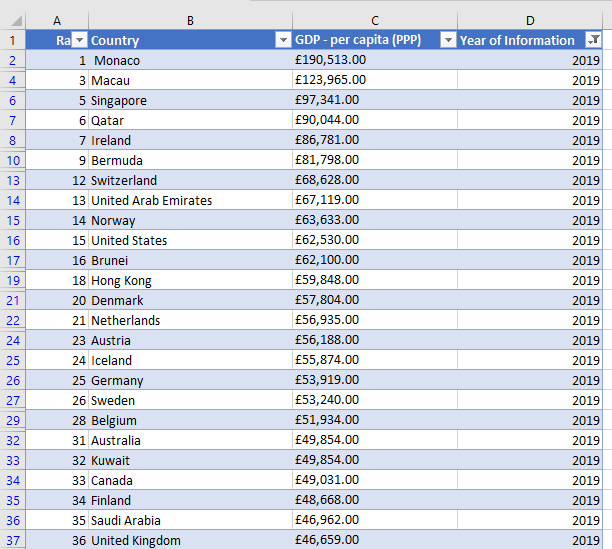 A B C D
1 Ra Country GDP - per capita (PPP) Year of Information
2 1 Monaco £190,513.00 2019
4 3 Macau £123,965.00 2019
6 5 Singapore £97,341.00 2019
7 6 Qatar £90,044.00 2019
8 7 Ireland £86,781.00 2019
10 9 Bermuda £81,798.00 2019
13 12 Switzerland £68,628.00 2019
14 13 United Arab Emirates £67,119.00 2019
15 14 Norway £63,633.00 2019
16 15 United States £62,530.00 2019
17 16 Brunei £62,100.00 2019
19 18 Hong Kong £59,848.00 2019
21 20 Denmark £57,804.00 2019
22 21 Netherlands £56,935.00 2019
24 23 Austria £56,188.00 2019
25 24 Iceland £55,874.00 2019
26 25 Germany £53,919.00 2019
27 26 Sweden £53,240.00 2019
29 28 Belgium £51,934.00 2019
32 31 Australia £49,854.00 2019
33 32 Kuwait £49,854.00 2019
34 33 Canada £49,031.00 2019
35 34 Finland £48,668.00 2019
36 35 Saudi Arabia £46,962.00 2019
37 36 United Kingdom £46,659.00 2019